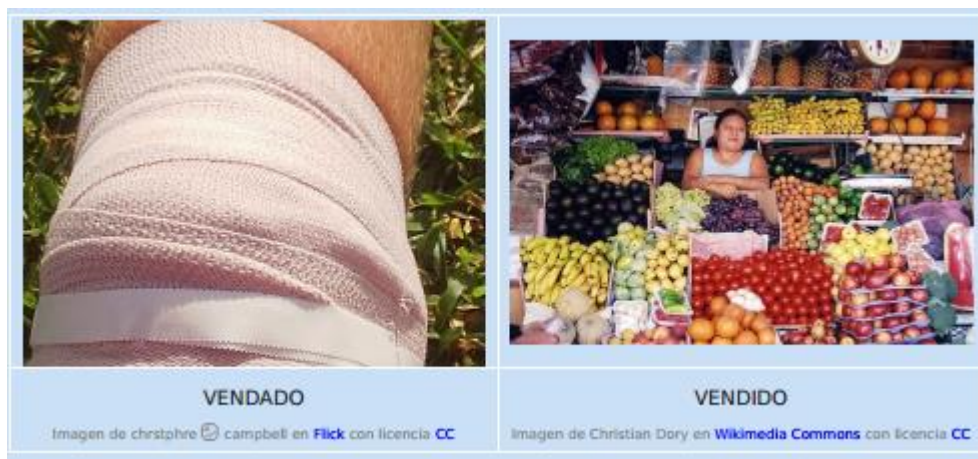 VENDADO
Imagen de chrstphre campbell en Flick con licencia CC
VENDIDO
Imagen de Christian Dory en Wikimedia Commons con licencia CC